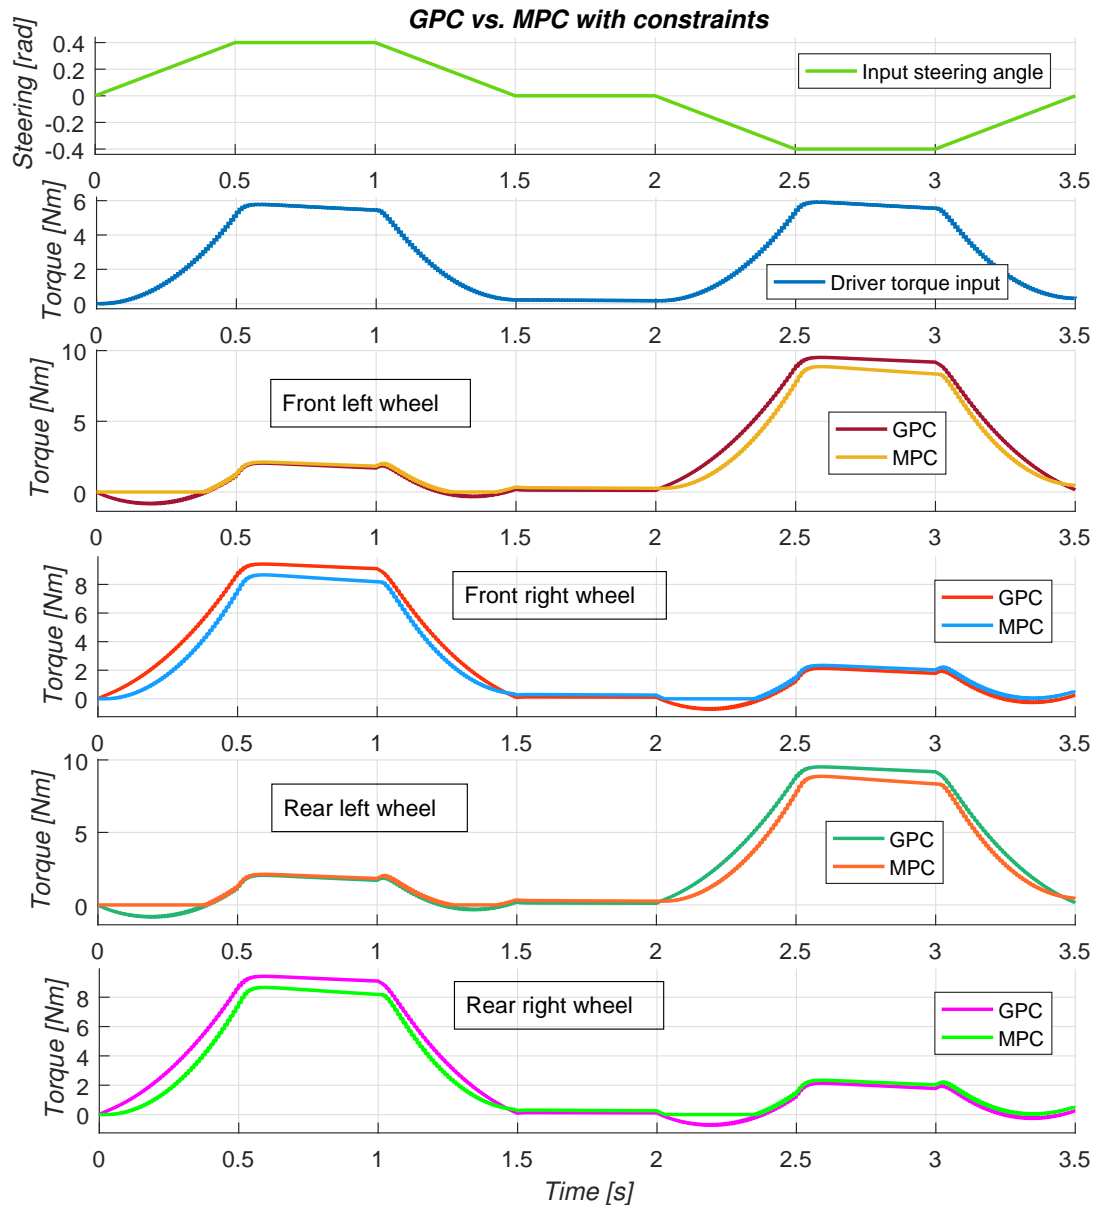 GPC vs. MPC with constraints
Steering [rad]
0.4
0.2
0
-0.2
-0.4
Input steering angle
0 0.5 1 1.5 2 2.5 3 3.5
Torque [Nm]
6
4
2
0
Driver torque input
0 0.5 1 1.5 2 2.5 3 3.5
Torque [Nm]
10
5
0
Front left wheel
GPC
MPC
0 0.5 1 1.5 2 2.5 3 3.5
Torque [Nm]
8
6
4
2
0
Front right wheel
GPC
MPC
0 0.5 1 1.5 2 2.5 3 3.5
Torque [Nm]
10
5
0
Rear left wheel
GPC
MPC
0 0.5 1 1.5 2 2.5 3 3.5
Torque [Nm]
8
6
4
2
0
Rear right wheel
GPC
MPC
0 0.5 1 1.5 2 2.5 3 3.5
Time [s]